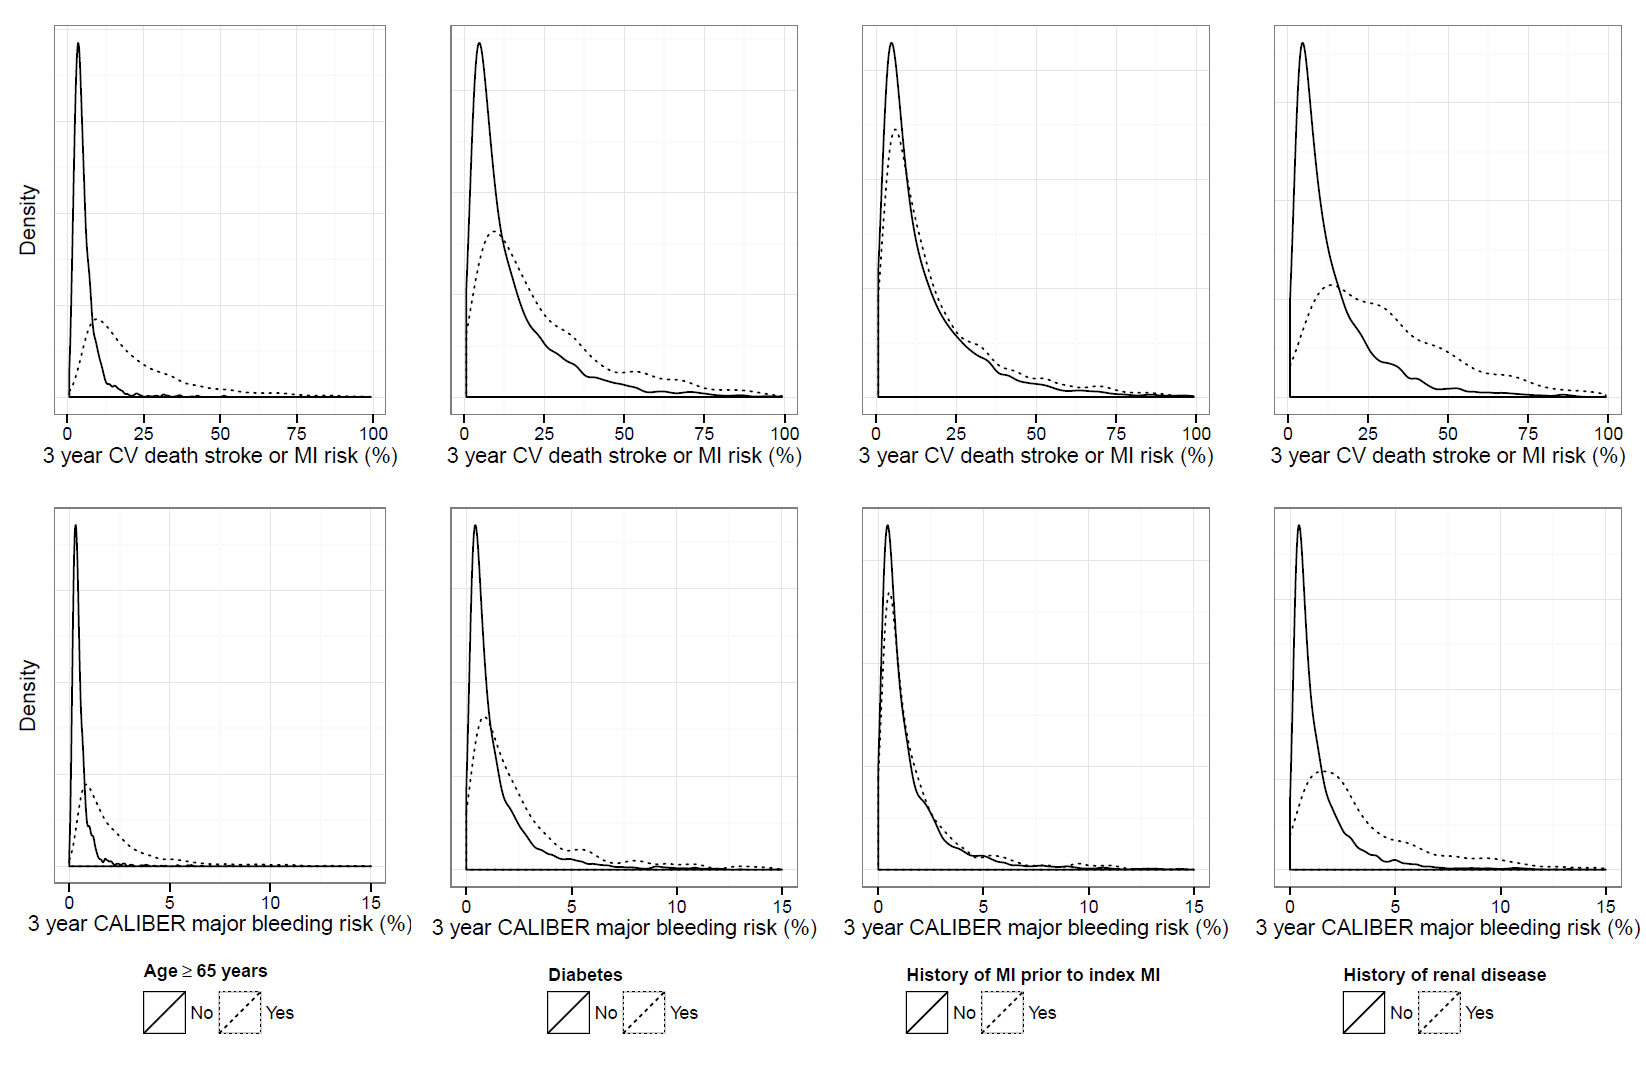 Density
0 25 50 75 100
3 year CV death stroke or MI risk (%)
0 25 50 75 100
3 year CV death stroke or MI risk (%)
0 25 50 75 100
3 year CV death stroke or MI risk (%)
0 25 50 75 100
3 year CV death stroke or MI risk (%)
Density
0 5 10 15
3 year CALIBER major bleeding risk (%)
0 5 10 15
3 year CALIBER major bleeding risk (%)
0 5 10 15
3 year CALIBER major bleeding risk (%)
0 5 10 15
3 year CALIBER major bleeding risk (%)
Age ≥ 65 years
No Yes
Diabetes
No Yes
History of MI prior to index MI
No Yes
History of renal disease
No Yes